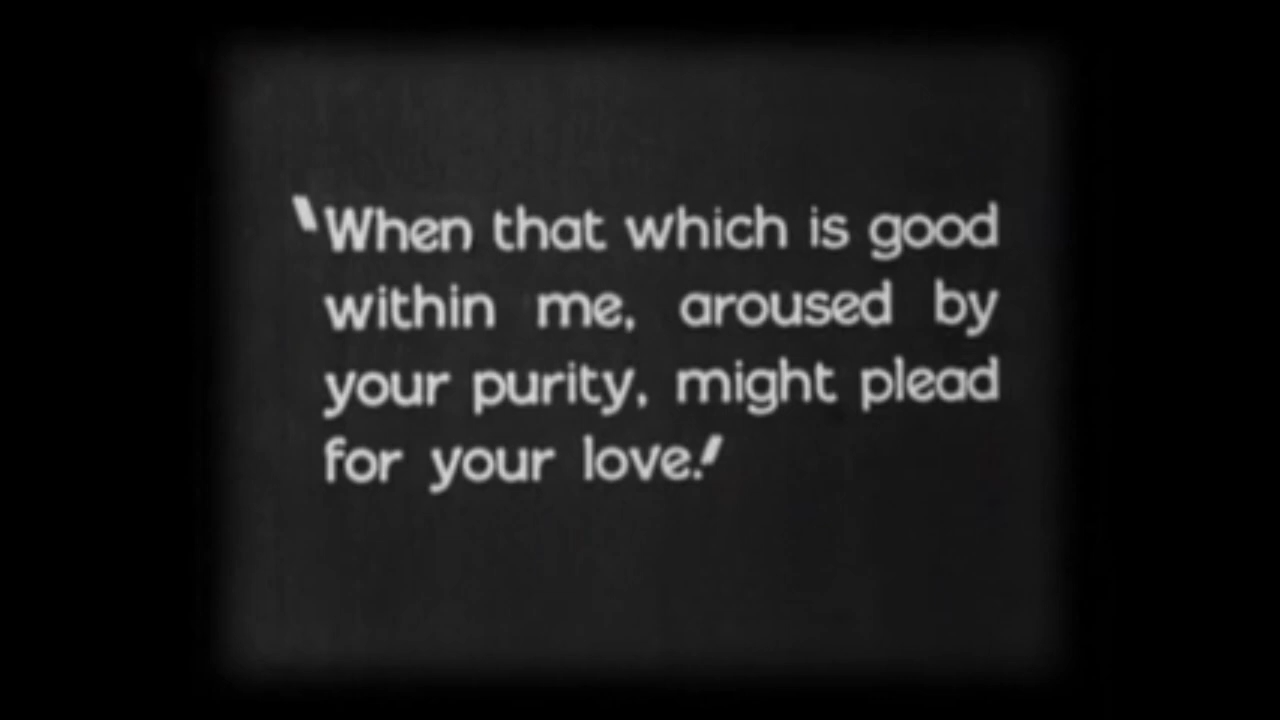 "When that which is good
within me, aroused by
your purity, might plead
for your love."